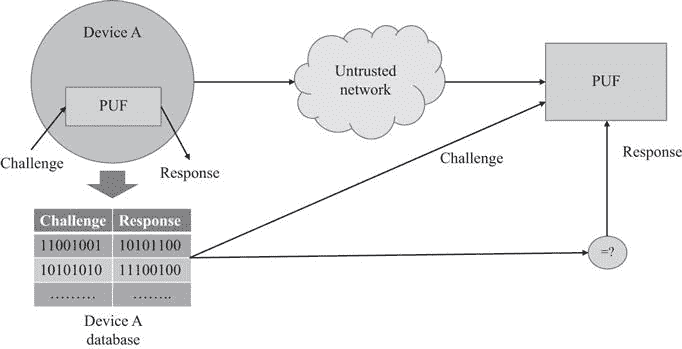 Device A
PUF
Challenge
Response
Untrusted
network
PUF
Challenge
Response
=?
Challenge Response
11001001 10101100
10101010 11100100
......... ........
Device A
database